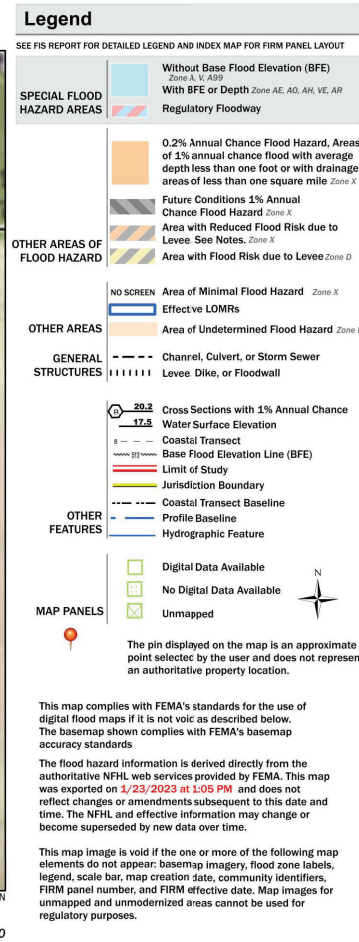 Legend
SEE FIS REPORT FOR DETAILED LEGEND AND INDEX MAP FOR FIRM PANEL LAYOUT
SPECIAL FLOOD
HAZARD AREAS
Without Base Flood Elevation (BFE)
Zone A, V, A99
With BFE or Depth Zone AE, AO, AH, VE, AR
Regulatory Floodway
0.2% Annual Chance Flood Hazard, Areas
of 1% annual chance flood with average
depth less than one foot or with drainage
areas of less than one square mile Zone X
Future Conditions 1% Annual
Chance Flood Hazard Zone X
Area with Reduced Flood Risk due to
Levee. See Notes. Zone X
Area with Flood Risk due to Levee Zone D
OTHER AREAS OF
FLOOD HAZARD
NO SCREEN Area of Minimal Flood Hazard Zone X
Effective LOMRs
OTHER AREAS
Area of Undetermined Flood Hazard Zone
GENERAL
STRUCTURES
Channel, Culvert, or Storm Sewer
Levee, Dike, or Floodwall
B 20.2 Cross Sections with 1% Annual Chance
17.5 Water Surface Elevation
8 Coastal Transect
513 Base Flood Elevation Line (BFE)
Limit of Study
Jurisdiction Boundary
Coastal Transect Baseline
OTHER
FEATURES
Profile Baseline
Hydrographic Feature
Digital Data Available
No Digital Data Available
Unmapped
MAP PANELS
N
The pin displayed on the map is an approximate
point selected by the user and does not represen
an authoritative property location.
This map complies with FEMA's standards for the use of
digital flood maps if it is not void as described below.
The basemap shown complies with FEMA's basemap
accuracy standards
The flood hazard information is derived directly from the
authoritative NFHL web services provided by FEMA. This map
was exported on 1/23/2023 at 1:05 PM and does not
reflect changes or amendments subsequent to this date and
time. The NFHL and effective information may change or
become superseded by new data over time.
This map image is void if the one or more of the following map
elements do not appear: basemap imagery, flood zone labels,
legend, scale bar, map creation date, community identifiers,
FIRM panel number, and FIRM effective date. Map images for
unmapped and unmodernized areas cannot be used for
regulatory purposes.
N
0